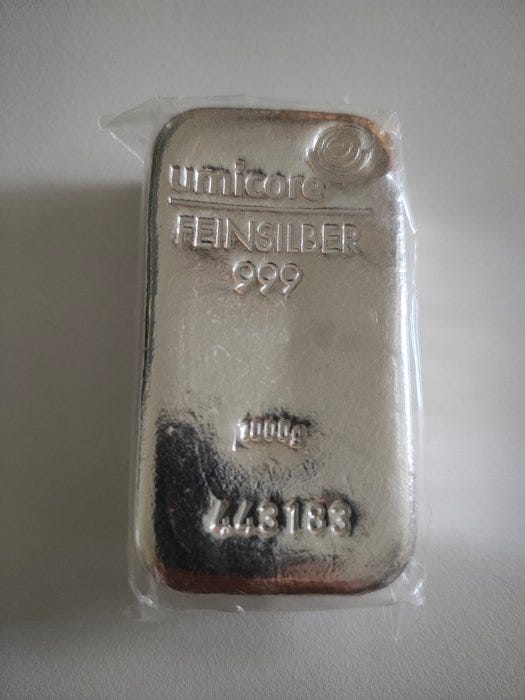 umicore
FEINSILBER
999
1000g
443183